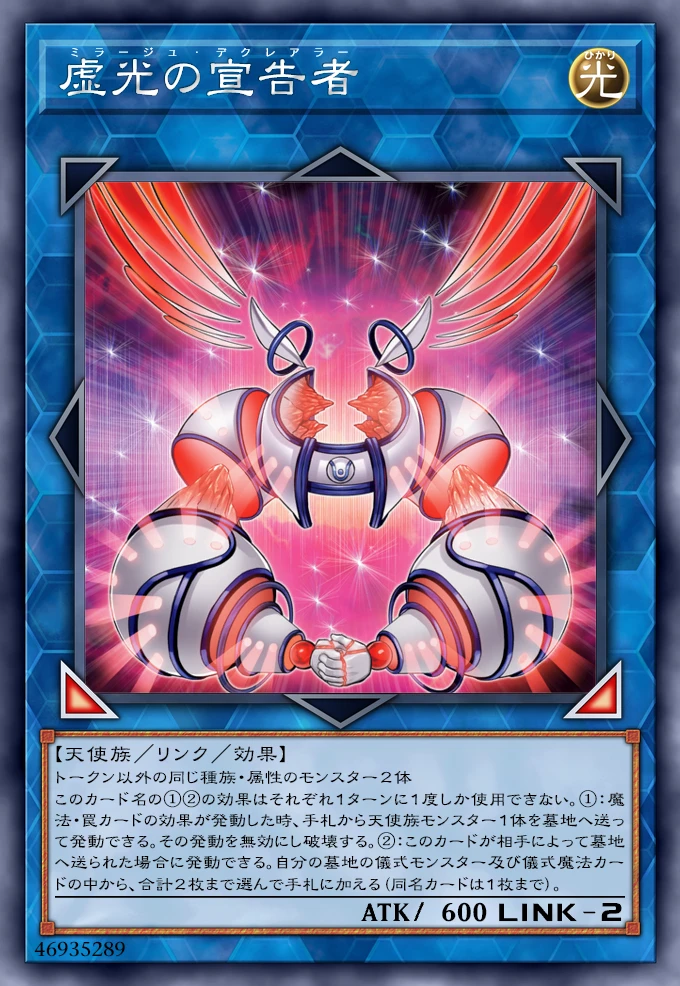 ミラージュ・デクレアラー
虚光の宣告者
ひかり
光
【天使族／リンク／効果】
トークン以外の同じ種族・属性のモンスター２体
このカード名の①②の効果はそれぞれ１ターンに１度しか使用できない。①：魔
法・罠カードの効果が発動した時、手札から天使族モンスター１体を墓地へ送っ
て発動できる。その発動を無効にし破壊する。②：このカードが相手によって墓地
へ送られた場合に発動できる。自分の墓地の儀式モンスター及び儀式魔法カー
ドの中から、合計２枚まで選んで手札に加える（同名カードは１枚まで）。
ATK/ 600 LINK-2
46935289